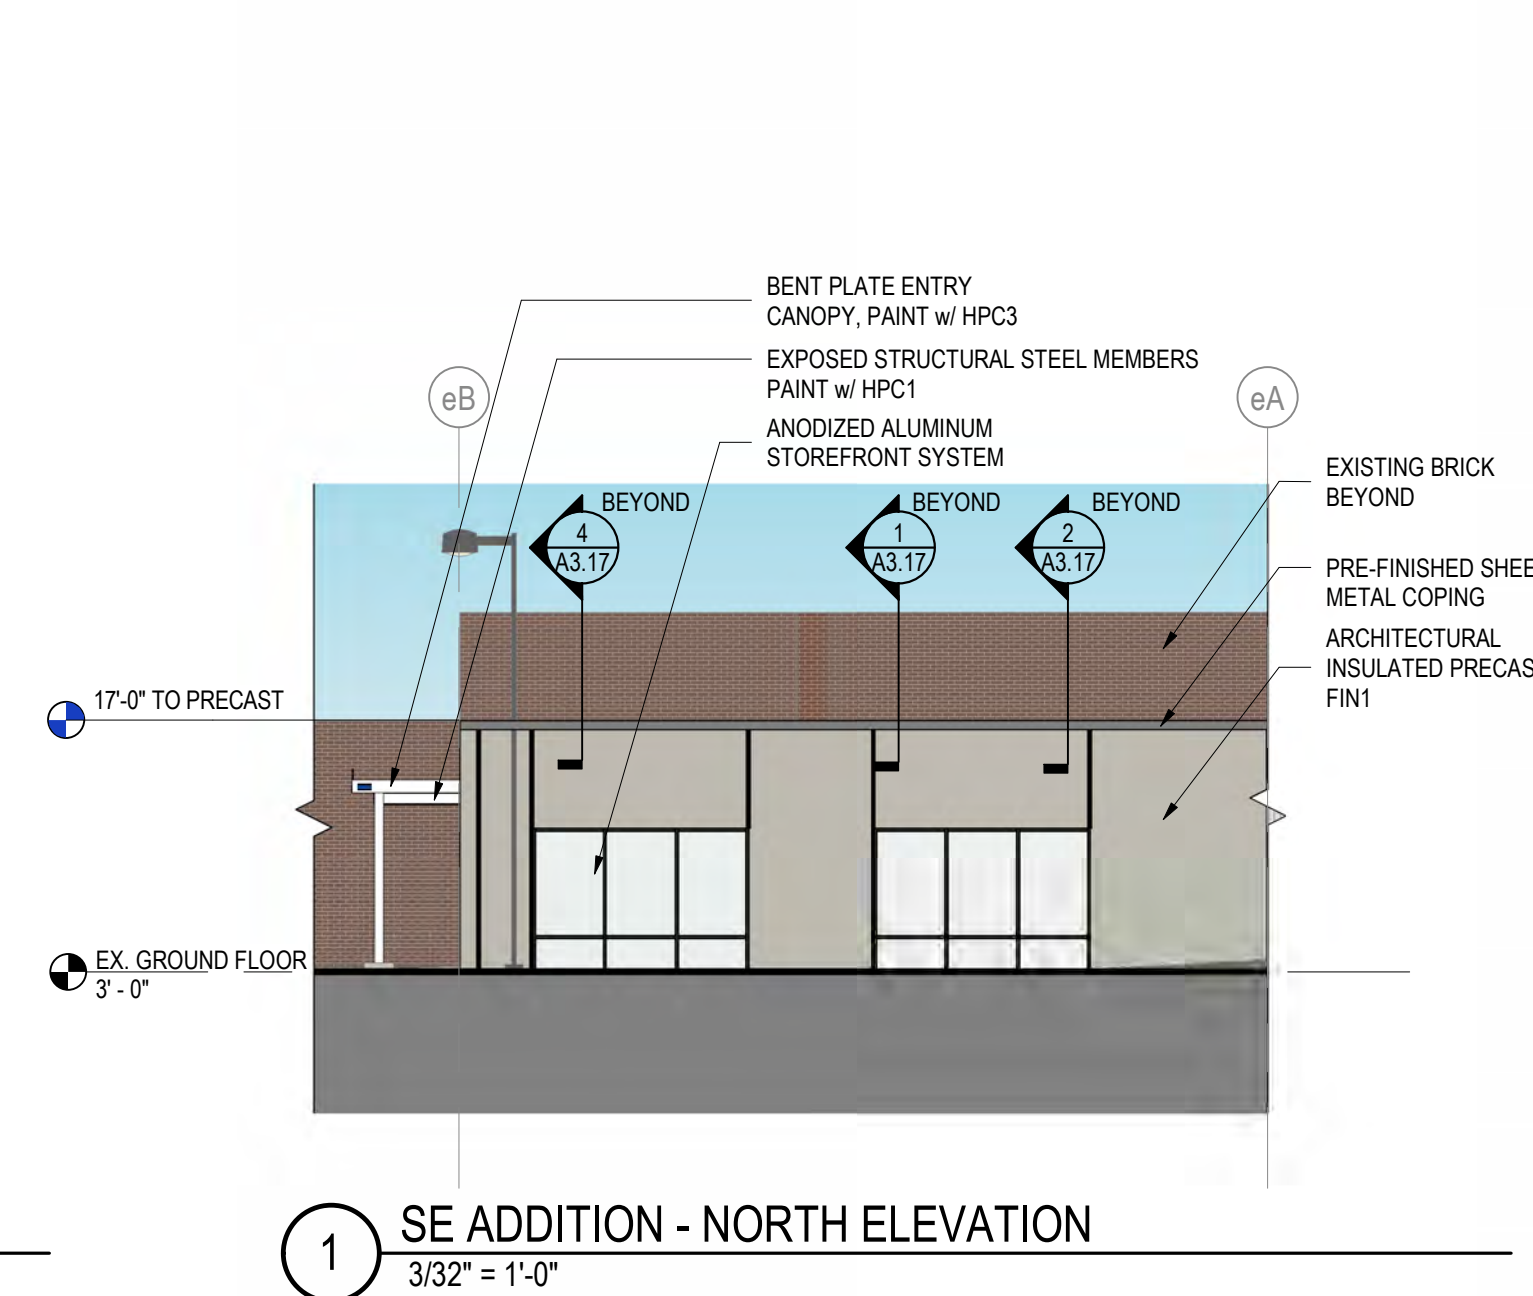 BENT PLATE ENTRY
CANOPY, PAINT w/ HPC3
EXPOSED STRUCTURAL STEEL MEMBERS
PAINT w/ HPC1
eB
eA
ANODIZED ALUMINUM
STOREFRONT SYSTEM
EXISTING BRICK
BEYOND
BEYOND
4
A3.17
BEYOND
1
A3.17
BEYOND
2
A3.17
PRE-FINISHED SHEE
METAL COPING
ARCHITECTURAL
INSULATED PRECAS
FIN1
17'-0" TO PRECAST
EX. GROUND FLOOR
3' - 0"
1
SE ADDITION - NORTH ELEVATION
3/32" = 1'-0"